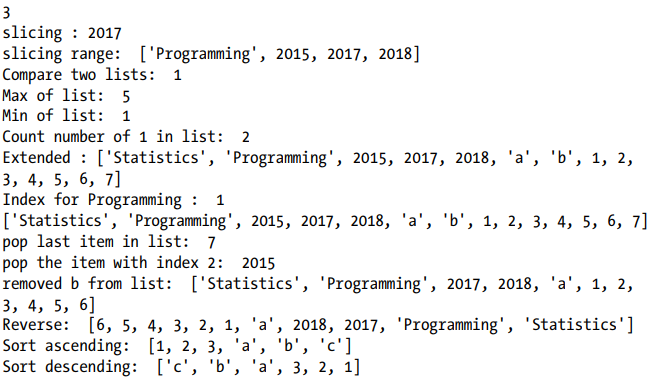 3
slicing : 2017
slicing range:  ['Programming', 2015, 2017, 2018]
Compare two lists:  1
Max of list:  5
Min of list:  1
Count number of 1 in list:  2
Extended : ['Statistics', 'Programming', 2015, 2017, 2018, 'a', 'b', 1, 2,
3, 4, 5, 6, 7]
Index for Programming :  1
['Statistics', 'Programming', 2015, 2017, 2018, 'a', 'b', 1, 2, 3, 4, 5, 6, 7]
pop last item in list:  7
pop the item with index 2:  2015
removed b from list:  ['Statistics', 'Programming', 2017, 2018, 'a', 1, 2,
3, 4, 5, 6]
Reverse:  [6, 5, 4, 3, 2, 1, 'a', 2018, 2017, 'Programming', 'Statistics']
Sort ascending:  [1, 2, 3, 'a', 'b', 'c']
Sort descending:  ['c', 'b', 'a', 3, 2, 1]